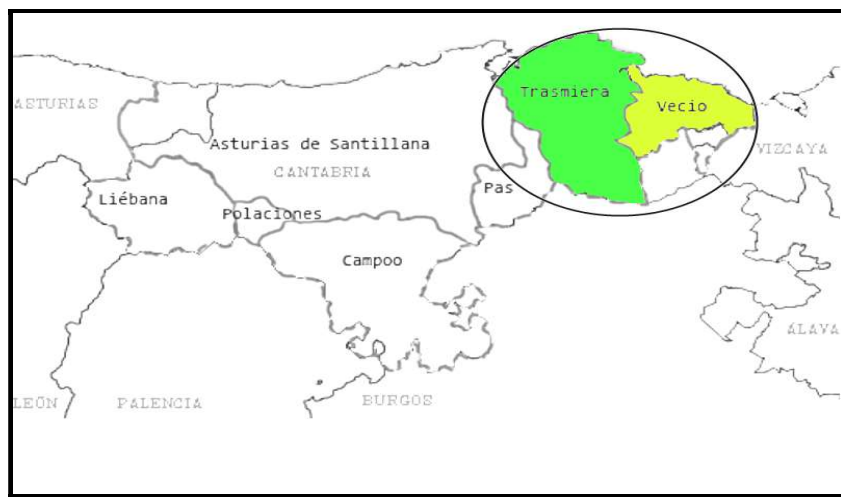 Trasmiera
Vecio
ASTURIAS
Asturias de Santillana
VIZCAYA
CANTABRIA
Liébana
Pas
Polaciones
Campoo
ÁLAVA
LEÓN
PALENCIA
BURGOS